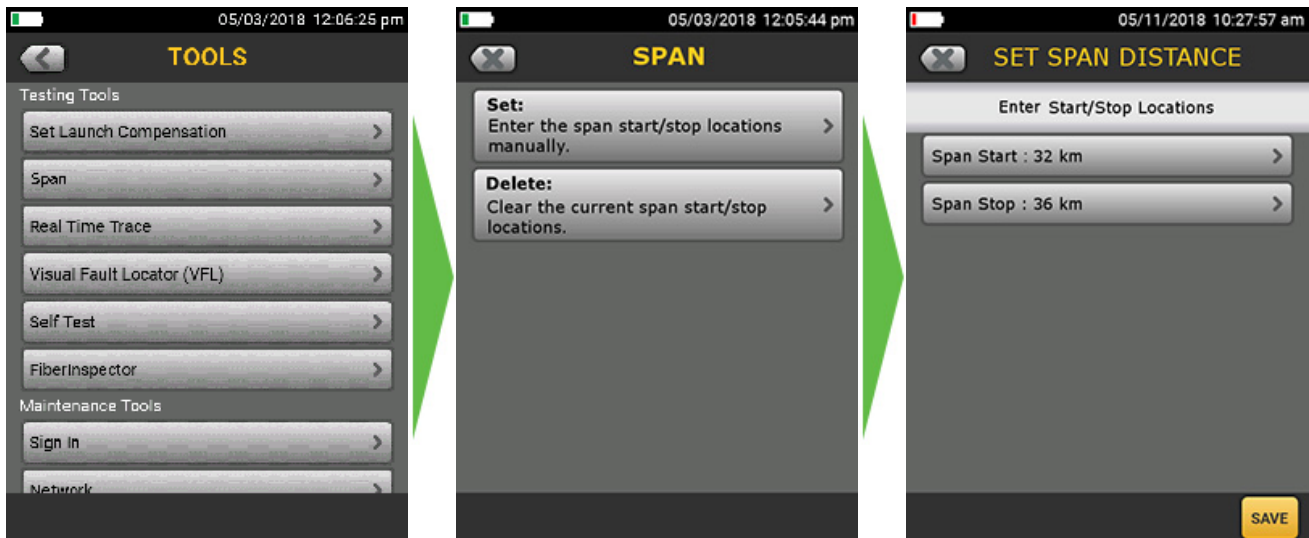 05/03/2018 12:06:25 pm
TOOLS
Testing Tools
Set Launch Compensation
Span
Real Time Trace
Visual Fault Locator (VFL)
Self Test
FiberInspector
Maintenance Tools
Sign In
Network
05/03/2018 12:05:44 pm
SPAN
Set:
Enter the span start/stop locations
manually.
Delete:
Clear the current span start/stop
locations.
05/11/2018 10:27:57 am
SET SPAN DISTANCE
Enter Start/Stop Locations
Span Start : 32 km
Span Stop : 36 km
SAVE